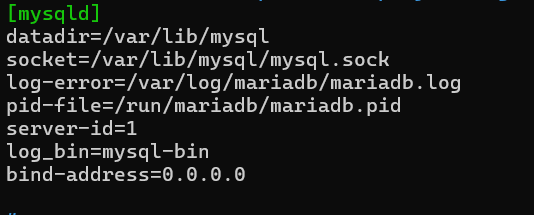 [mysqld]
datadir=/var/lib/mysql
socket=/var/lib/mysql/mysql.sock
log-error=/var/log/mariadb/mariadb.log
pid-file=/run/mariadb/mariadb.pid
server-id=1
log_bin=mysql-bin
bind-address=0.0.0.0